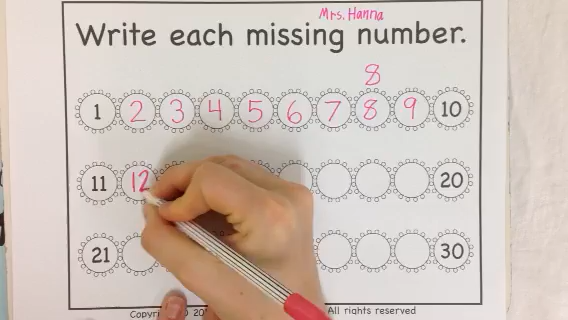 Mrs. Hanna
Write each missing number.
8
1 2 3 4 5 6 7 8 9 10
11 12 20
21 30
All rights reserved